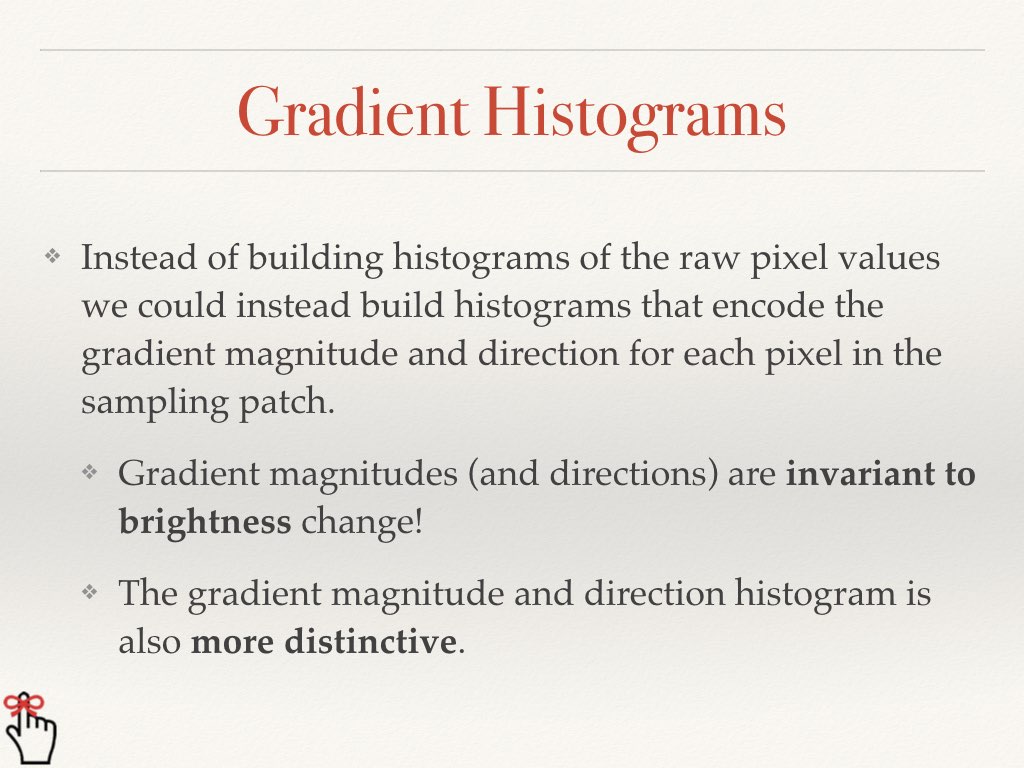 Gradient Histograms
Instead of building histograms of the raw pixel values
we could instead build histograms that encode the
gradient magnitude and direction for each pixel in the
sampling patch.
Gradient magnitudes (and directions) are invariant to
brightness change!
The gradient magnitude and direction histogram is
also more distinctive.